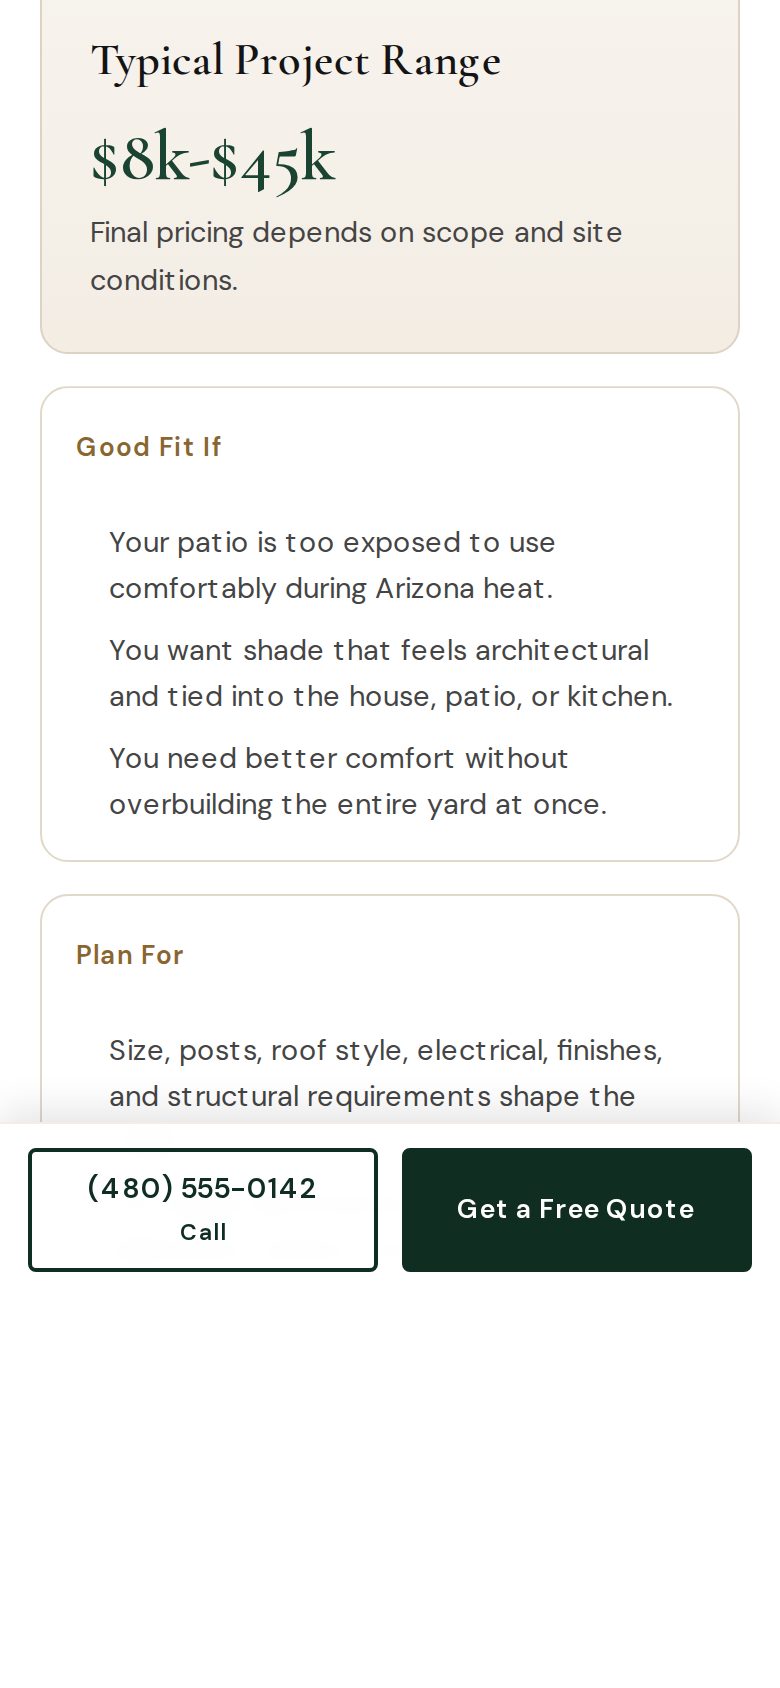 Typical Project Range
$8k-$45k
Final pricing depends on scope and site
conditions.
Good Fit If
Your patio is too exposed to use
comfortably during Arizona heat.
You want shade that feels architectural
and tied into the house, patio, or kitchen.
You need better comfort without
overbuilding the entire yard at once.
Plan For
Size, posts, roof style, electrical, finishes,
and structural requirements shape the
(480) 555-0142
Call
Get a Free Quote